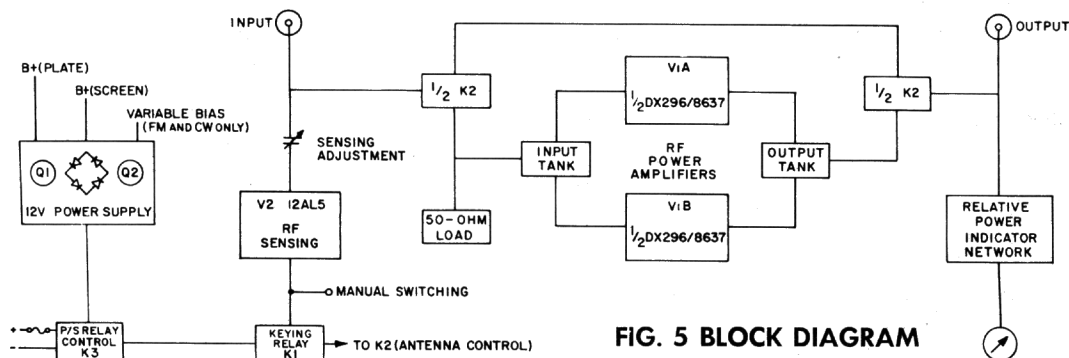 INPUT
OUTPUT
B+(PLATE)
B+(SCREEN)
VARIABLE BIAS
(FM AND CW ONLY)
Q1
Q2
12V POWER SUPPLY
SENSING
ADJUSTMENT
V2 12AL5
RF
SENSING
MANUAL SWITCHING
+
-
P/S RELAY
CONTROL
K3
KEYING
RELAY
K1
TO K2 (ANTENNA CONTROL)
1/2 K2
50-OHM
LOAD
INPUT
TANK
V1A
1/2DX296/8637
RF
POWER
AMPLIFIERS
V1B
1/2DX296/8637
OUTPUT
TANK
1/2 K2
RELATIVE
POWER
INDICATOR
NETWORK
FIG. 5 BLOCK DIAGRAM